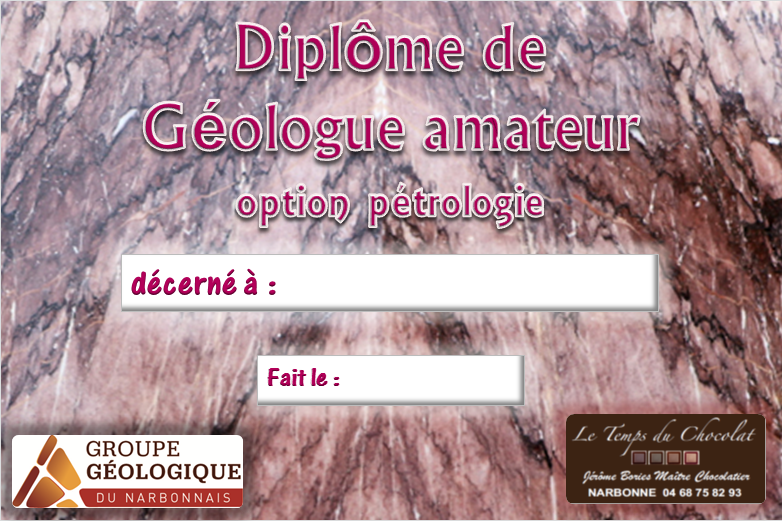 Diplôme de
Géologue amateur
option pétrologie
décerné à :
Fait le :
GROUPE
GÉOLOGIQUE
DU NARBONNAIS
Le Temps du Chocolat
Jérôme Bories Maître Chocolatier
NARBONNE 04 68 75 82 93